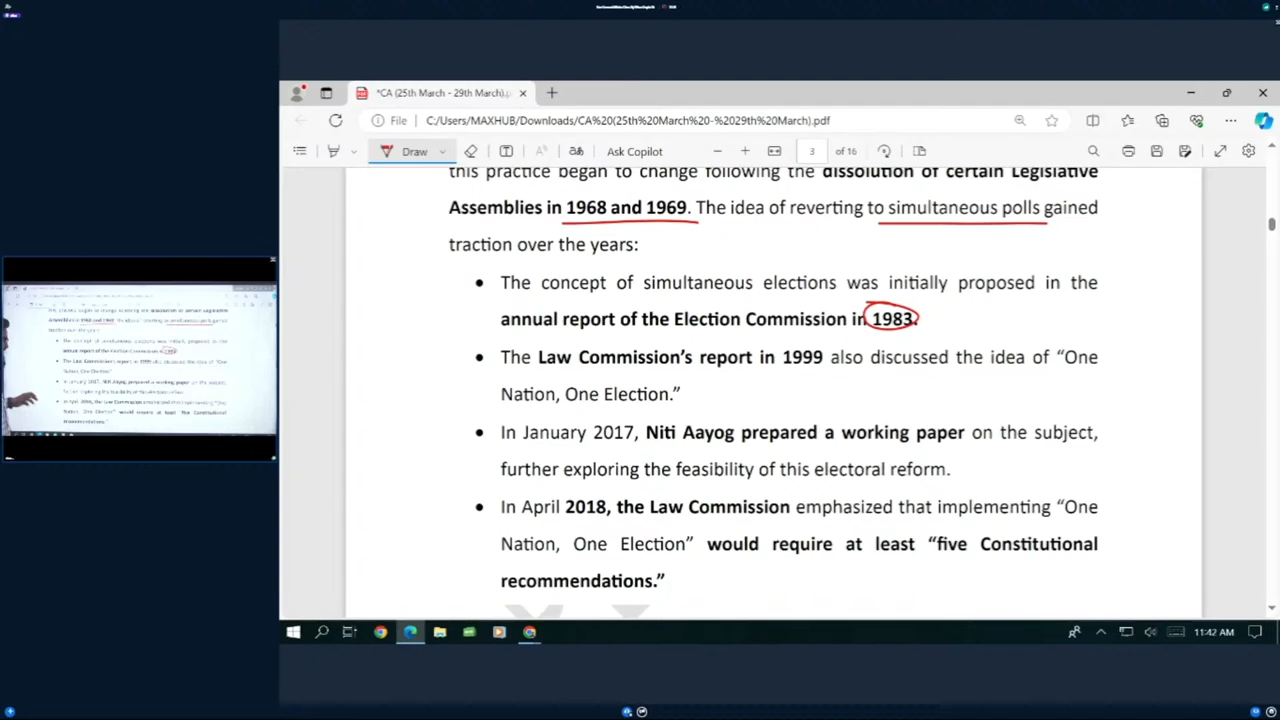 *CA (25th March - 29th March).p
File C:/Users/MAXHUB/Downloads/CA%20(25th%20March%20-%2029th%20March).pdf
Draw Ask Copilot 3 of 16
this practice began to change following the dissolution of certain Legislative
Assemblies in 1968 and 1969. The idea of reverting to simultaneous polls gained
traction over the years:
• The concept of simultaneous elections was initially proposed in the
annual report of the Election Commission in 1983.
• The Law Commission’s report in 1999 also discussed the idea of “One
Nation, One Election.”
• In January 2017, Niti Aayog prepared a working paper on the subject,
further exploring the feasibility of this electoral reform.
• In April 2018, the Law Commission emphasized that implementing “One
Nation, One Election” would require at least “five Constitutional
recommendations.”
11:42 AM